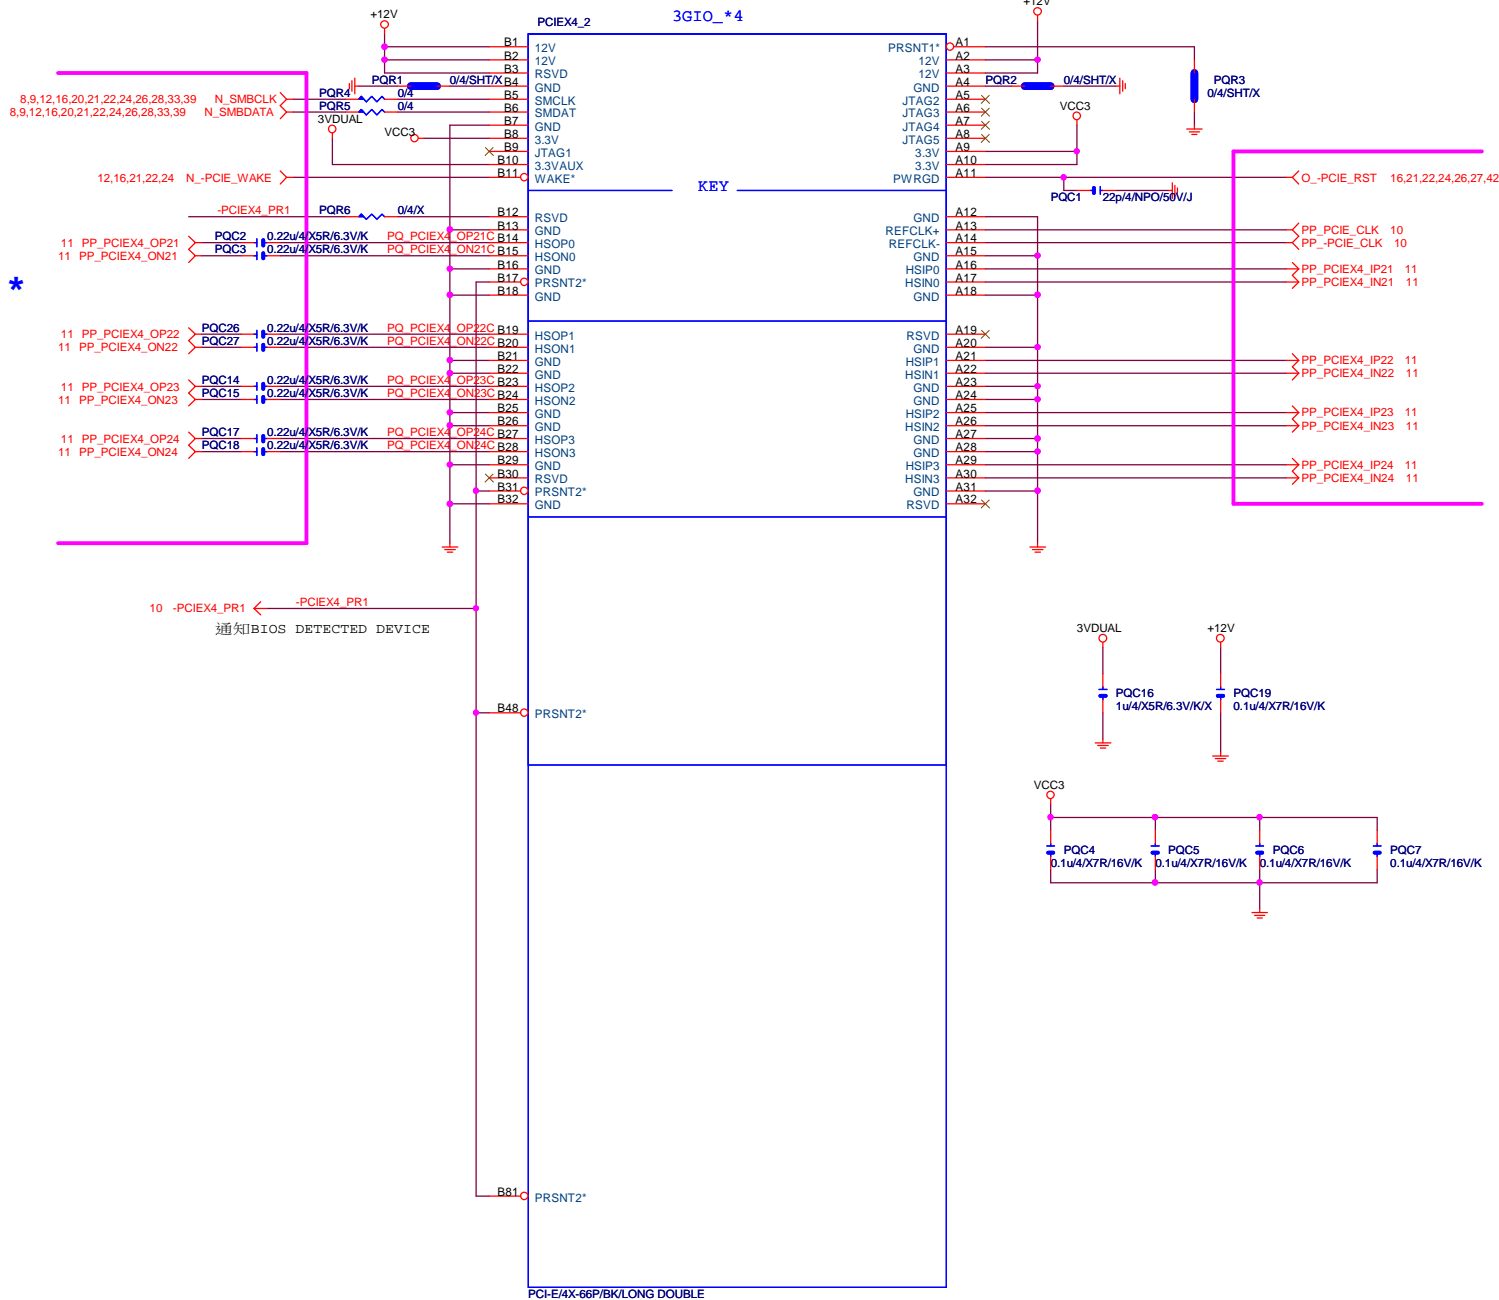 +12V
PCIEX4_2
3GIO_*4
+12V
B1 12V PRSNT1* A1
B2 12V 12V A2
B3 RSVD 12V A3
PQR1 0/4/SHT/X B4 GND GND A4 PQR2 0/4/SHT/X
PQR3
0/4/SHT/X
8,9,12,16,20,21,22,24,26,28,33,39 N_SMBCLK PQR4 0/4 B5 SMCLK JTAG2 A5
8,9,12,16,20,21,22,24,26,28,33,39 N_SMBDATA PQR5 0/4 B6 SMDAT JTAG3 A6
3VDUAL
VCC3
B7 GND JTAG4 A7
VCC3 B8 3.3V JTAG5 A8
B9 JTAG1 3.3V A9
B10 3.3VAUX 3.3V A10
12,16,21,22,24 N_-PCIE_WAKE B11 WAKE* PWRGD A11 O_-PCIE_RST 16,21,22,24,26,27,42
KEY
PQC1 22p/4/NPO/50V/J
-PCIEX4_PR1 PQR6 0/4/X B12 RSVD GND A12
B13 GND REFCLK+ A13 PP_PCIE_CLK 10
11 PP_PCIEX4_OP21 PQC2 0.22u/4/X5R/6.3V/K PQ_PCIEX4_OP21C B14 HSOP0 REFCLK- A14 PP_-PCIE_CLK 10
11 PP_PCIEX4_ON21 PQC3 0.22u/4/X5R/6.3V/K PQ_PCIEX4_ON21C B15 HSON0 GND A15
B16 GND HSIP0 A16 PP_PCIEX4_IP21 11
*
B17 PRSNT2* HSIN0 A17 PP_PCIEX4_IN21 11
B18 GND GND A18
11 PP_PCIEX4_OP22 PQC26 0.22u/4/X5R/6.3V/K PQ_PCIEX4_OP22C B19 HSOP1 RSVD A19
11 PP_PCIEX4_ON22 PQC27 0.22u/4/X5R/6.3V/K PQ_PCIEX4_ON22C B20 HSON1 GND A20
B21 GND HSIP1 A21 PP_PCIEX4_IP22 11
B22 GND HSIN1 A22 PP_PCIEX4_IN22 11
11 PP_PCIEX4_OP23 PQC14 0.22u/4/X5R/6.3V/K PQ_PCIEX4_OP23C B23 HSOP2 GND A23
11 PP_PCIEX4_ON23 PQC15 0.22u/4/X5R/6.3V/K PQ_PCIEX4_ON23C B24 HSON2 GND A24
B25 GND HSIP2 A25 PP_PCIEX4_IP23 11
B26 GND HSIN2 A26 PP_PCIEX4_IN23 11
11 PP_PCIEX4_OP24 PQC17 0.22u/4/X5R/6.3V/K PQ_PCIEX4_OP24C B27 HSOP3 GND A27
11 PP_PCIEX4_ON24 PQC18 0.22u/4/X5R/6.3V/K PQ_PCIEX4_ON24C B28 HSON3 GND A28
B29 GND HSIP3 A29 PP_PCIEX4_IP24 11
B30 RSVD HSIN3 A30 PP_PCIEX4_IN24 11
B31 PRSNT2* GND A31
B32 GND RSVD A32
10 -PCIEX4_PR1 -PCIEX4_PR1
通知BIOS DETECTED DEVICE
3VDUAL +12V
PQC16 PQC19
1u/4/X5R/6.3V/K/X 0.1u/4/X7R/16V/K
B48 PRSNT2*
VCC3
PQC4 PQC5 PQC6 PQC7
0.1u/4/X7R/16V/K 0.1u/4/X7R/16V/K 0.1u/4/X7R/16V/K 0.1u/4/X7R/16V/K
B81 PRSNT2*
PCI-E/4X-66P/BK/LONG DOUBLE